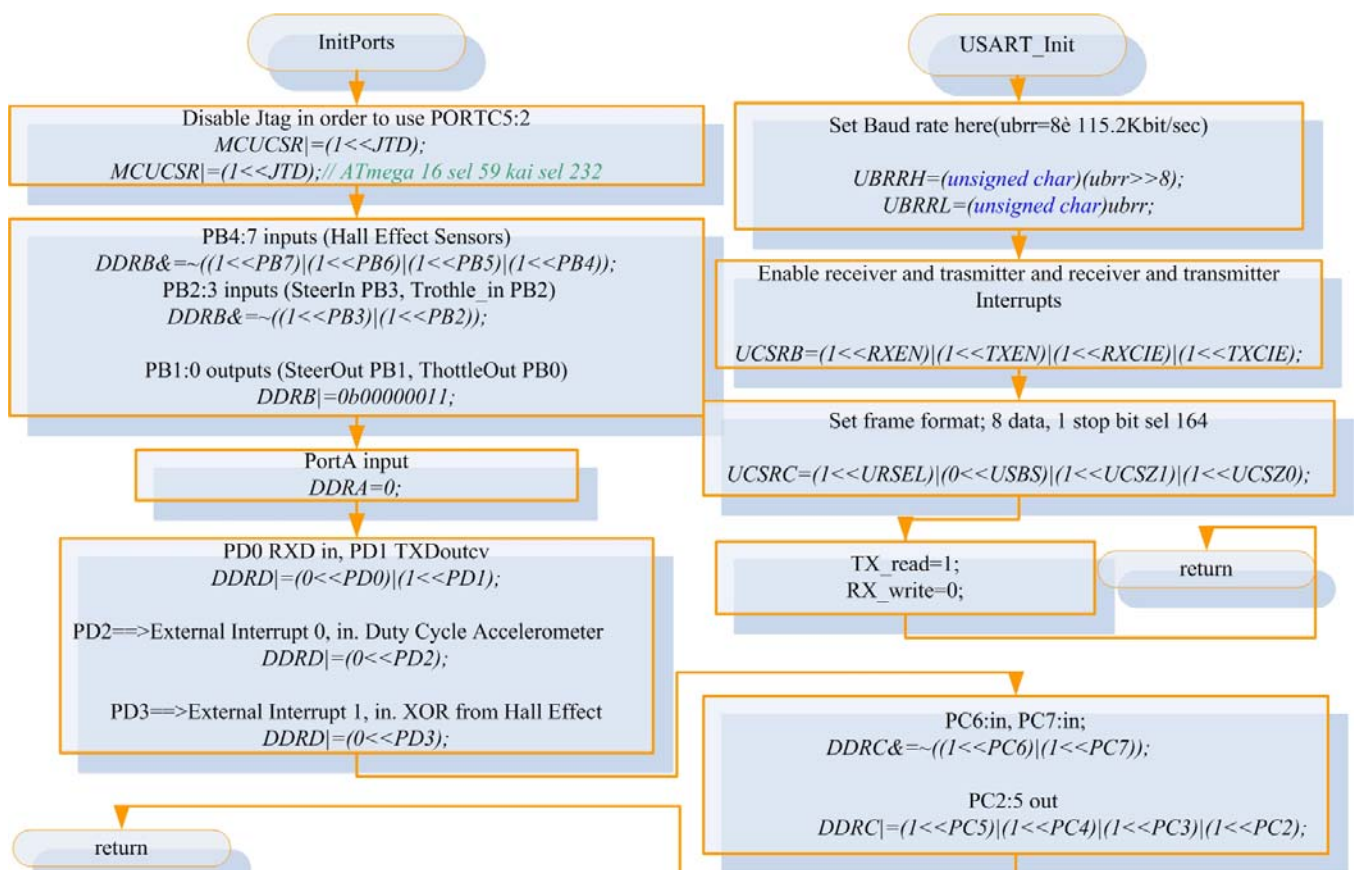 InitPorts
Disable Jtag in order to use PORTC5:2
MCUCSR|=(1<<JTD);
MCUCSR|=(1<<JTD);// ATmega 16 sel 59 kai sel 232
PB4:7 inputs (Hall Effect Sensors)
DDRB&=~((1<<PB7)|(1<<PB6)|(1<<PB5)|(1<<PB4));
PB2:3 inputs (SteerIn PB3, Trothle_in PB2)
DDRB&=~((1<<PB3)|(1<<PB2));
PB1:0 outputs (SteerOut PB1, ThottleOut PB0)
DDRB|=0b00000011;
PortA input
DDRA=0;
PD0 RXD in, PD1 TXDoutcv
DDRD|=(0<<PD0)|(1<<PD1);
PD2==>External Interrupt 0, in. Duty Cycle Accelerometer
DDRD|=(0<<PD2);
PD3==>External Interrupt 1, in. XOR from Hall Effect
DDRD|=(0<<PD3);
PC6:in, PC7:in;
DDRC&=~((1<<PC6)|(1<<PC7));
PC2:5 out
DDRC|=(1<<PC5)|(1<<PC4)|(1<<PC3)|(1<<PC2);
return
USART_Init
Set Baud rate here(ubrr=8è 115.2Kbit/sec)
UBRRH=(unsigned char)(ubrr>>8);
UBRRL=(unsigned char)ubrr;
Enable receiver and trasmitter and receiver and transmitter
Interrupts
UCSRB=(1<<RXEN)|(1<<TXEN)|(1<<RXCIE)|(1<<TXCIE);
Set frame format; 8 data, 1 stop bit sel 164
UCSRC=(1<<URSEL)|(0<<USBS)|(1<<UCSZ1)|(1<<UCSZ0);
TX_read=1;
RX_write=0;
return